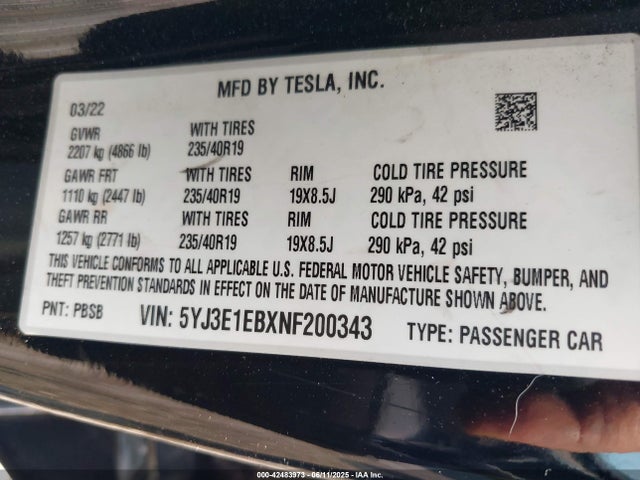 MFD BY TESLA, INC.
03/22
GVWR WITH TIRES
2207 kg (4866 lb) 235/40R19
GAWR FRT WITH TIRES RIM COLD TIRE PRESSURE
1110 kg (2447 lb) 235/40R19 19X8.5J 290 kPa, 42 psi
GAWR RR WITH TIRES RIM COLD TIRE PRESSURE
1257 kg (2771 lb) 235/40R19 19X8.5J 290 kPa, 42 psi
THIS VEHICLE CONFORMS TO ALL APPLICABLE U.S. FEDERAL MOTOR VEHICLE SAFETY, BUMPER, AND
THEFT PREVENTION STANDARDS IN EFFECT ON THE DATE OF MANUFACTURE SHOWN ABOVE.
PNT: PBSB VIN: 5YJ3E1EBXNF200343 TYPE: PASSENGER CAR
000-42483973 - 06/11/2025 - IAA Inc.